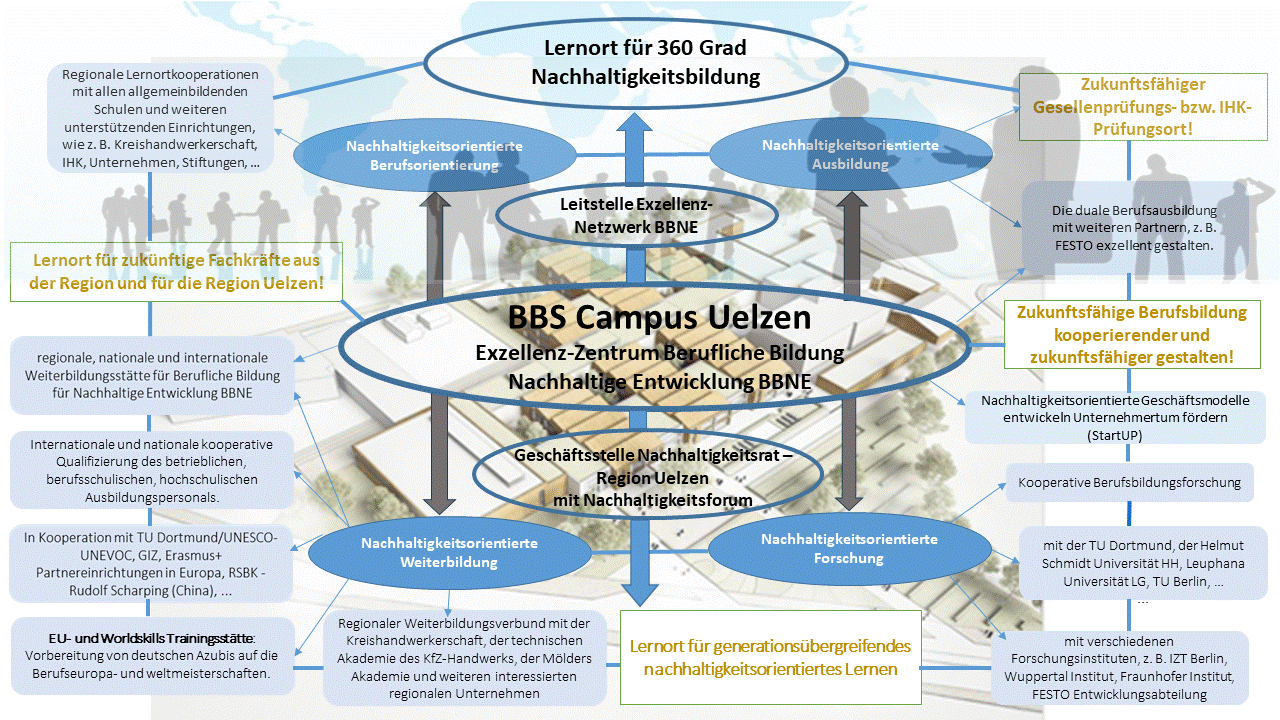 Lernort für 360 Grad
Nachhaltigkeitsbildung
Regionale Lernortkooperationen
mit allen allgemeinbildenden
Schulen und weiteren
unterstützenden Einrichtungen,
wie z. B. Kreishandwerkerschaft,
IHK, Unternehmen, Stiftungen, ...
Zukunftsfähiger
Gesellenprüfungs- bzw. IHK-
Prüfungsort!
Nachhaltigkeitsorientierte
Berufsorientierung
Nachhaltigkeitsorientierte
Ausbildung
Leitstelle Exzellenz-
Netzwerk BBNE
Die duale Berufsausbildung
mit weiteren Partnern, z. B.
FESTO exzellent gestalten.
Lernort für zukünftige Fachkräfte aus
der Region und für die Region Uelzen!
BBS Campus Uelzen
Exzellenz-Zentrum Berufliche Bildung
Nachhaltige Entwicklung BBNE
Zukunftsfähige Berufsbildung
kooperierender und
zukunftsfähiger gestalten!
regionale, nationale und internationale
Weiterbildungsstätte für Berufliche Bildung
für Nachhaltige Entwicklung BBNE
Nachhaltigkeitsorientierte Geschäftsmodelle
entwickeln Unternehmertum fördern
(StartUP)
Internationale und nationale kooperative
Qualifizierung des betrieblichen,
berufsschulischen, hochschulischen
Ausbildungspersonals.
Geschäftsstelle Nachhaltigkeitsrat –
Region Uelzen
mit Nachhaltigkeitsforum
Kooperative Berufsbildungsforschung
In Kooperation mit TU Dortmund/UNESCO-
UNEVOC, GIZ, Erasmus+
Partnereinrichtungen in Europa, RSBK -
Rudolf Scharping (China), ...
Nachhaltigkeitsorientierte
Weiterbildung
Nachhaltigkeitsorientierte
Forschung
mit der TU Dortmund, der Helmut
Schmidt Universität HH, Leuphana
Universität LG, TU Berlin, ...
...
EU- und Worldskills Trainingsstätte:
Vorbereitung von deutschen Azubis auf die
Berufseuropa- und weltmeisterschaften.
Regionaler Weiterbildungsverbund mit der
Kreishandwerkerschaft, der technischen
Akademie des KfZ-Handwerks, der Mölders
Akademie und weiteren interessierten
regionalen Unternehmen
Lernort für generationsübergreifendes
nachhaltigkeitsorientiertes Lernen
mit verschiedenen
Forschungsinstituten, z. B. IZT Berlin,
Wuppertal Institut, Fraunhofer Institut,
FESTO Entwicklungsabteilung